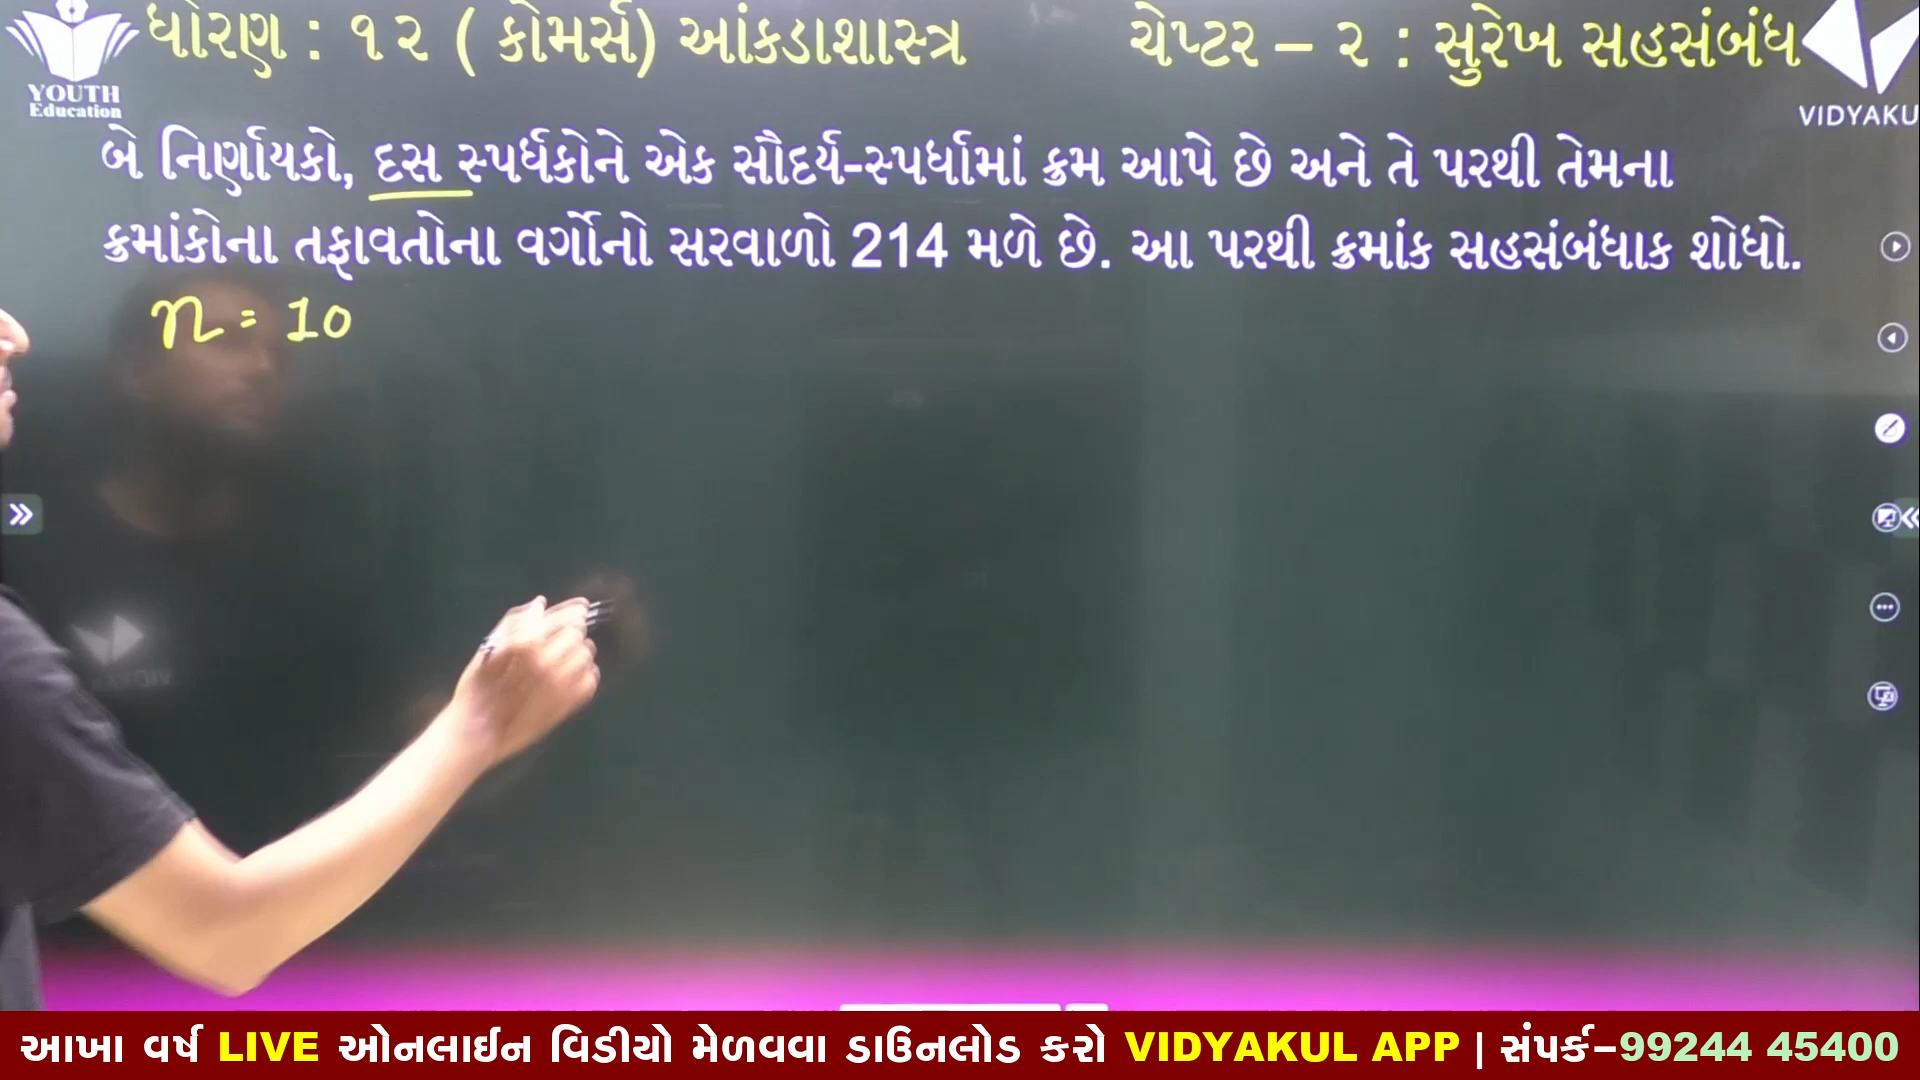 ધોરણ : ૧૨ ( કોમર્સ) આંકડાશાસ્ત્ર ચેપ્ટર – ૨ : સુરેખ સહસંબંધ
YOUTH
Education
VIDYAKU
બે નિર્ણાયકો, દસ સ્પર્ધકોને એક સૌદર્ય-સ્પર્ધામાં ક્રમ આપે છે અને તે પરથી તેમના
ક્રમાંકોના તફાવતોના વર્ગોનો સરવાળો 214 મળે છે. આ પરથી ક્રમાંક સહસંબંધાક શોધો.
n = 10
આખા વર્ષ LIVE ઓનલાઈન વિડીયો મેળવવા ડાઉનલોડ કરો VIDYAKUL APP | સંપર્ક–99244 45400